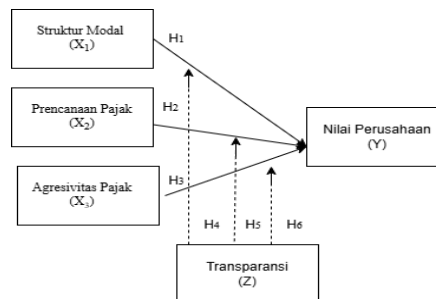 Struktur Modal
(X₁)
H₁
Prencanaan Pajak
(X₂)
H₂
Nilai Perusahaan
(Y)
Agresivitas Pajak
(X₃)
H₃
H₄ H₅ H₆
Transparansi
(Z)